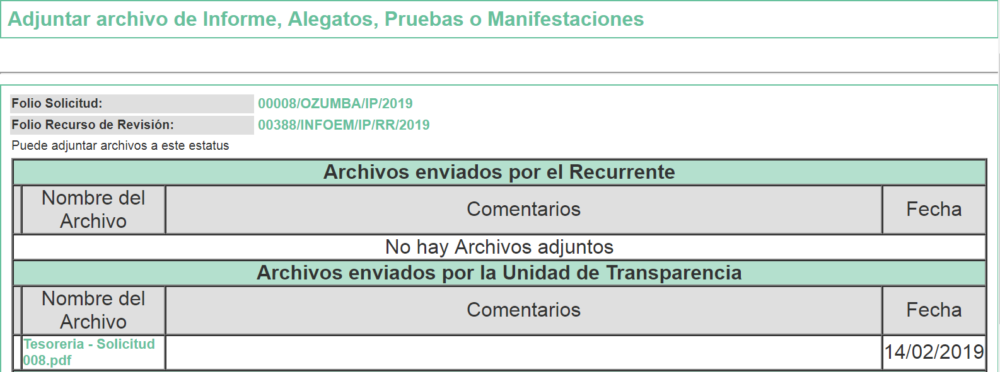 Adjuntar archivo de Informe, Alegatos, Pruebas o Manifestaciones
Folio Solicitud: 00008/OZUMBA/IP/2019
Folio Recurso de Revisión: 00388/INFOEM/IP/RR/2019
Puede adjuntar archivos a este estatus
Archivos enviados por el Recurrente
Nombre del
Archivo
Comentarios
Fecha
No hay Archivos adjuntos
Archivos enviados por la Unidad de Transparencia
Nombre del
Archivo
Comentarios
Fecha
Tesoreria - Solicitud
008.pdf
14/02/2019